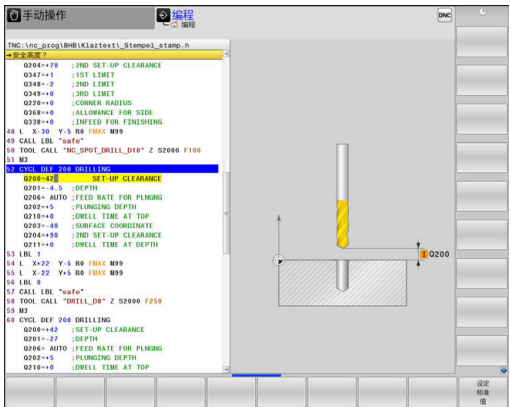 手动操作
编程
编程
DNC
TNC:\nc_prog\BHB\Klartext\_Stempel_stamp.h
→安全高度？
Q204=+70 ;2ND SET-UP CLEARANCE
Q347=+1 ;1ST LIMIT
Q348=-2 ;2ND LIMIT
Q349=+0 ;3RD LIMIT
Q220=+0 ;CORNER RADIUS
Q368=+0 ;ALLOWANCE FOR SIDE
Q338=+0 ;INFEED FOR FINISHING
48 L X-30 Y-5 R0 FMAX M99
49 CALL LBL "safe"
50 TOOL CALL "NC_SPOT_DRILL_D10" Z S2000 F100
51 M3
52 CYCL DEF 200 DRILLING
Q200=+2 SET-UP CLEARANCE
Q201=-4.5 ;DEPTH
Q206= AUTO ;FEED RATE FOR PLNGNG
Q202=+5 ;PLUNGING DEPTH
Q210=+0 ;DWELL TIME AT TOP
Q203=-40 ;SURFACE COORDINATE
Q204=+90 ;2ND SET-UP CLEARANCE
Q211=+0 ;DWELL TIME AT DEPTH
53 LBL 1
54 L X+22 Y-5 R0 FMAX M99
55 L X-22 Y+5 R0 FMAX M99
56 LBL 0
57 CALL LBL "safe"
58 TOOL CALL "DRILL_D8" Z S2000 F250
59 M3
60 CYCL DEF 200 DRILLING
Q200=+42 ;SET-UP CLEARANCE
Q201=-27 ;DEPTH
Q206= AUTO ;FEED RATE FOR PLNGNG
Q202=+5 ;PLUNGING DEPTH
Q210=+0 ;DWELL TIME AT TOP
Q200
设定
标准
值